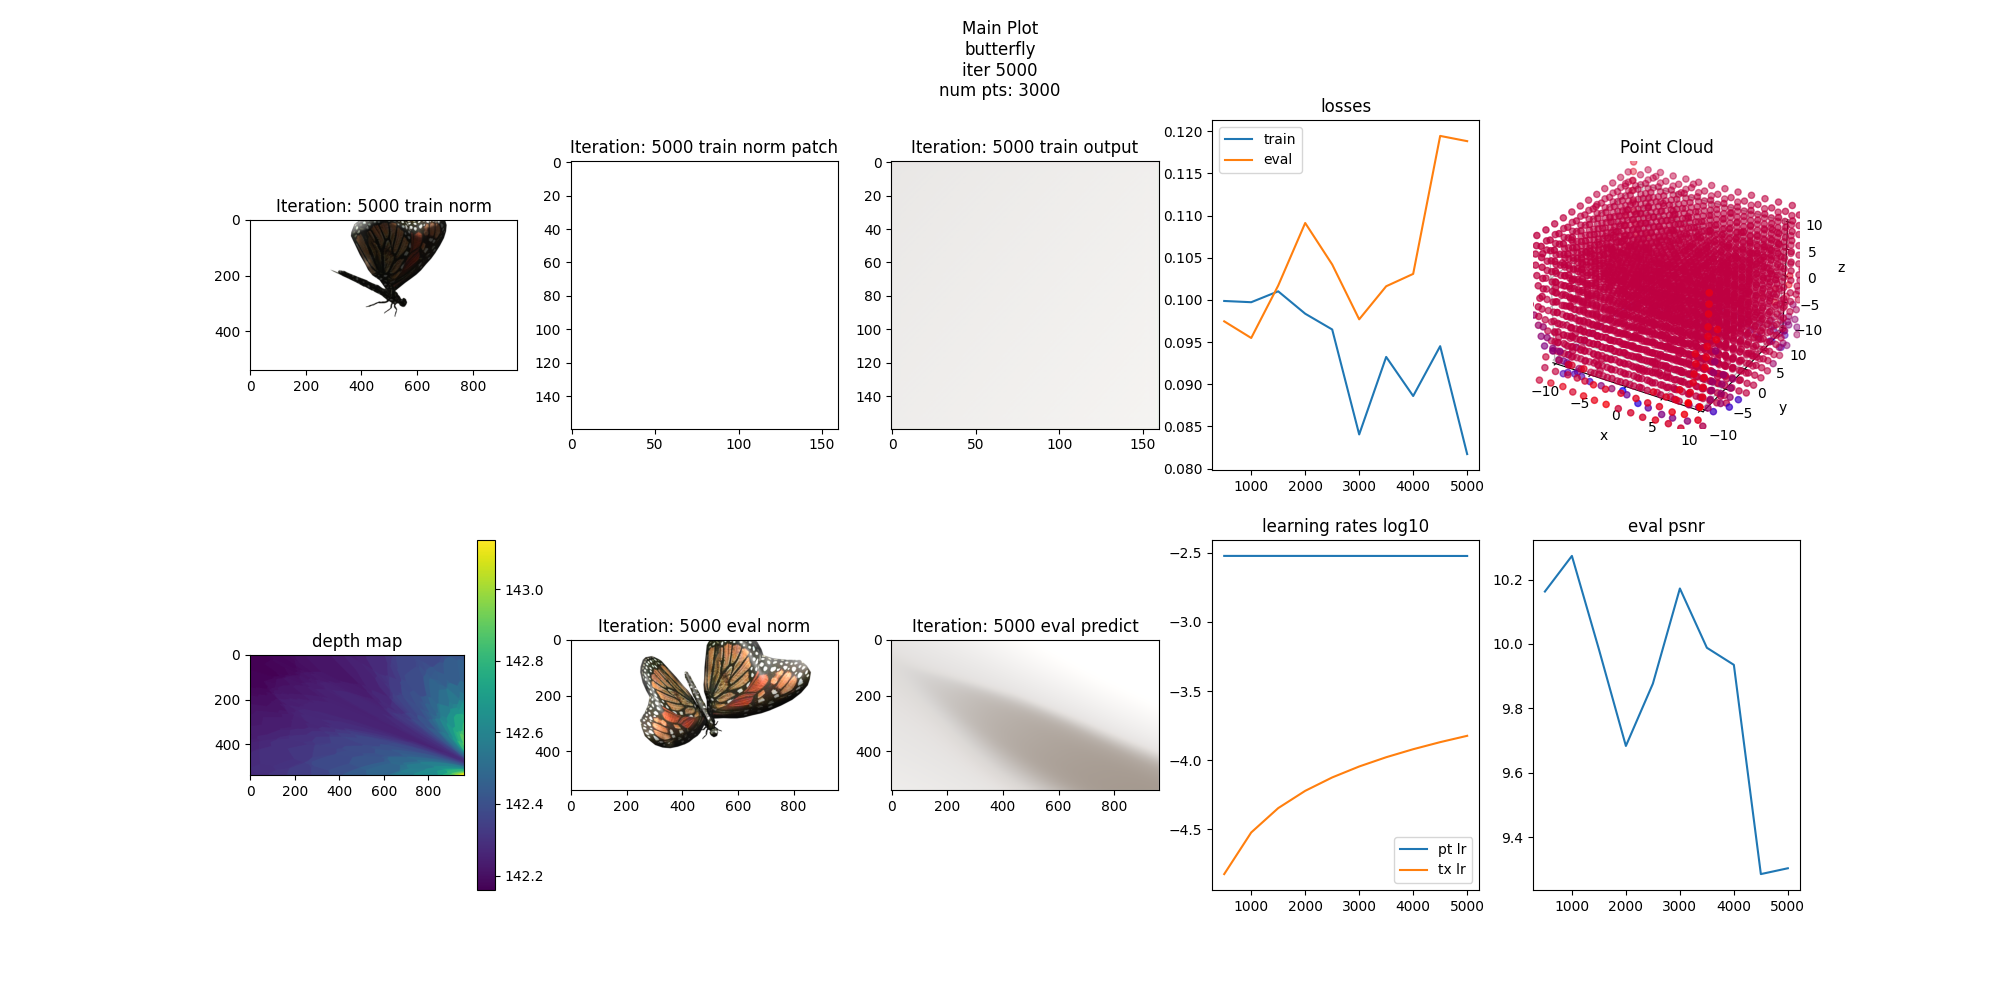 Main Plot
butterfly
iter 5000
num pts: 3000
Iteration: 5000 train norm
0
200
400
0 200 400 600 800
Iteration: 5000 train norm patch
0
20
40
60
80
100
120
140
0 50 100 150
Iteration: 5000 train output
0
20
40
60
80
100
120
140
0 50 100 150
losses
train
eval
0.120
0.115
0.110
0.105
0.100
0.095
0.090
0.085
0.080
1000 2000 3000 4000 5000
Point Cloud
10
5
0
−5
−10
z
10
5
0
−5
−10
y
−10
−5
0
5
10
x
depth map
0
200
400
0 200 400 600 800
143.0
142.8
142.6
142.4
142.2
Iteration: 5000 eval norm
0
200
400
0 200 400 600 800
Iteration: 5000 eval predict
0
200
400
0 200 400 600 800
learning rates log10
−2.5
−3.0
−3.5
−4.0
−4.5
pt lr
tx lr
1000 2000 3000 4000 5000
eval psnr
10.2
10.0
9.8
9.6
9.4
1000 2000 3000 4000 5000